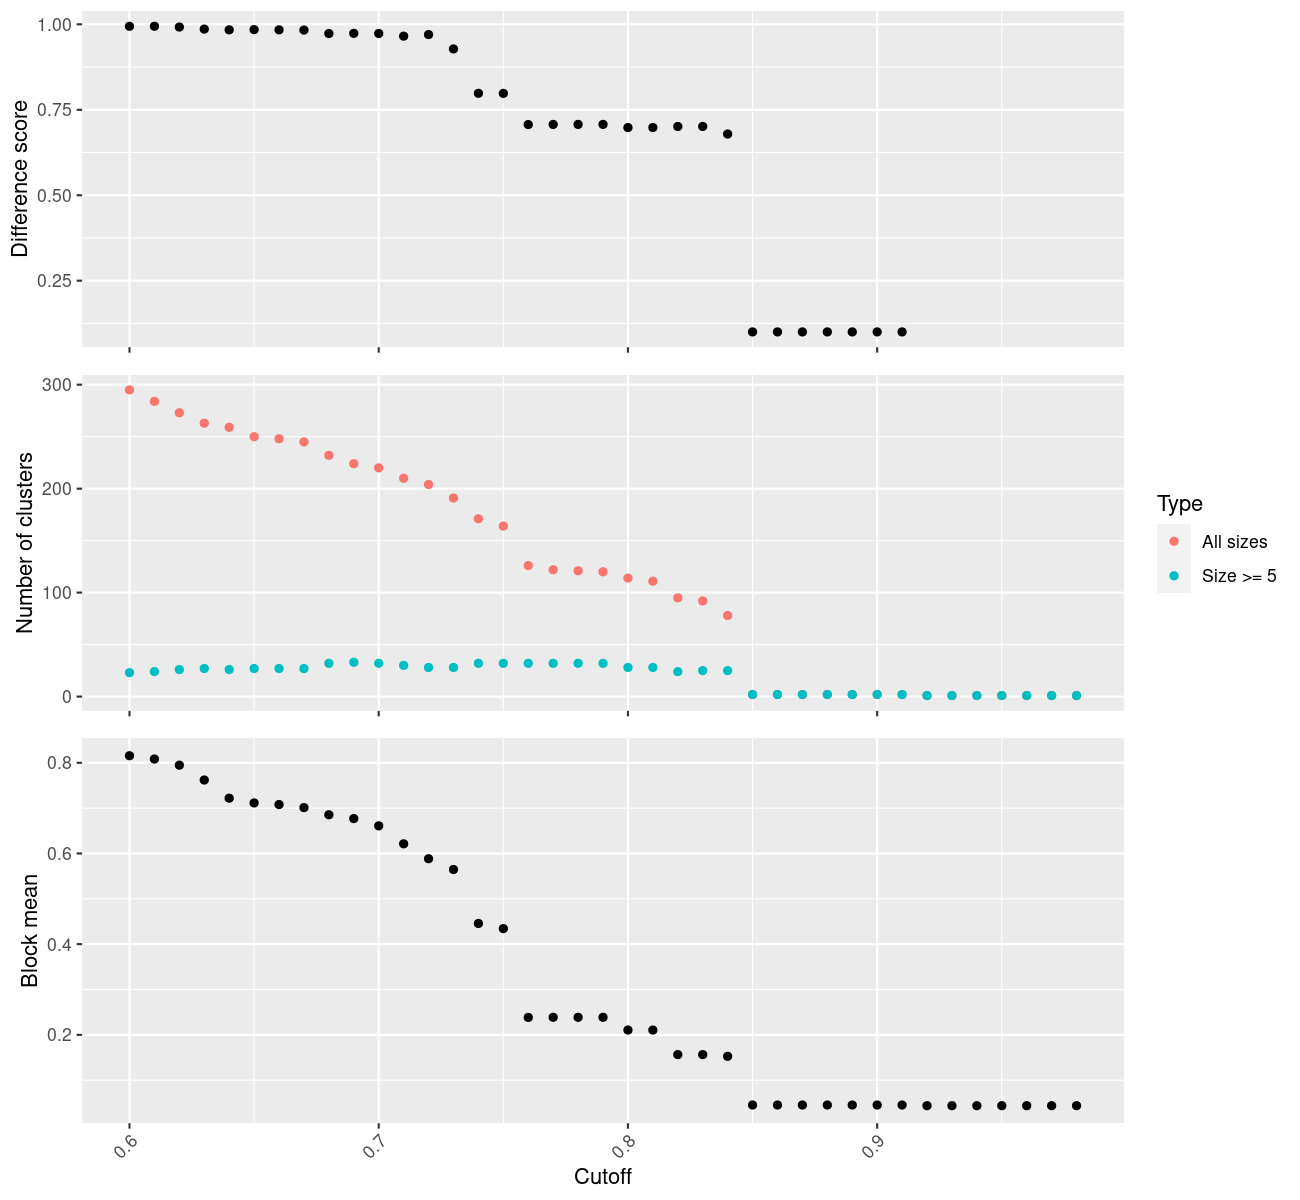 1.00
0.75
0.50
0.25
Difference score
300
200
100
0
Number of clusters
Type
All sizes
Size >= 5
0.8
0.6
0.4
0.2
Block mean
0.6 0.7 0.8 0.9
Cutoff